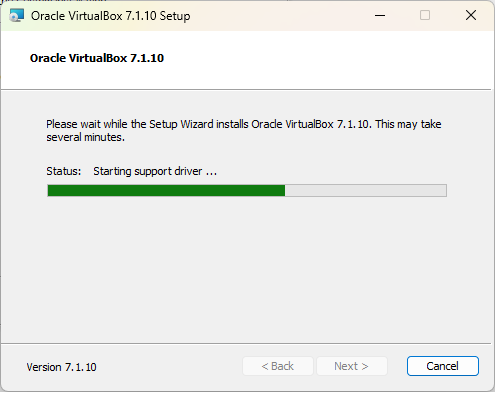 Oracle VirtualBox 7.1.10 Setup
Oracle VirtualBox 7.1.10
Please wait while the Setup Wizard installs Oracle VirtualBox 7.1.10. This may take
several minutes.
Status: Starting support driver ...
Version 7.1.10
< Back
Next >
Cancel